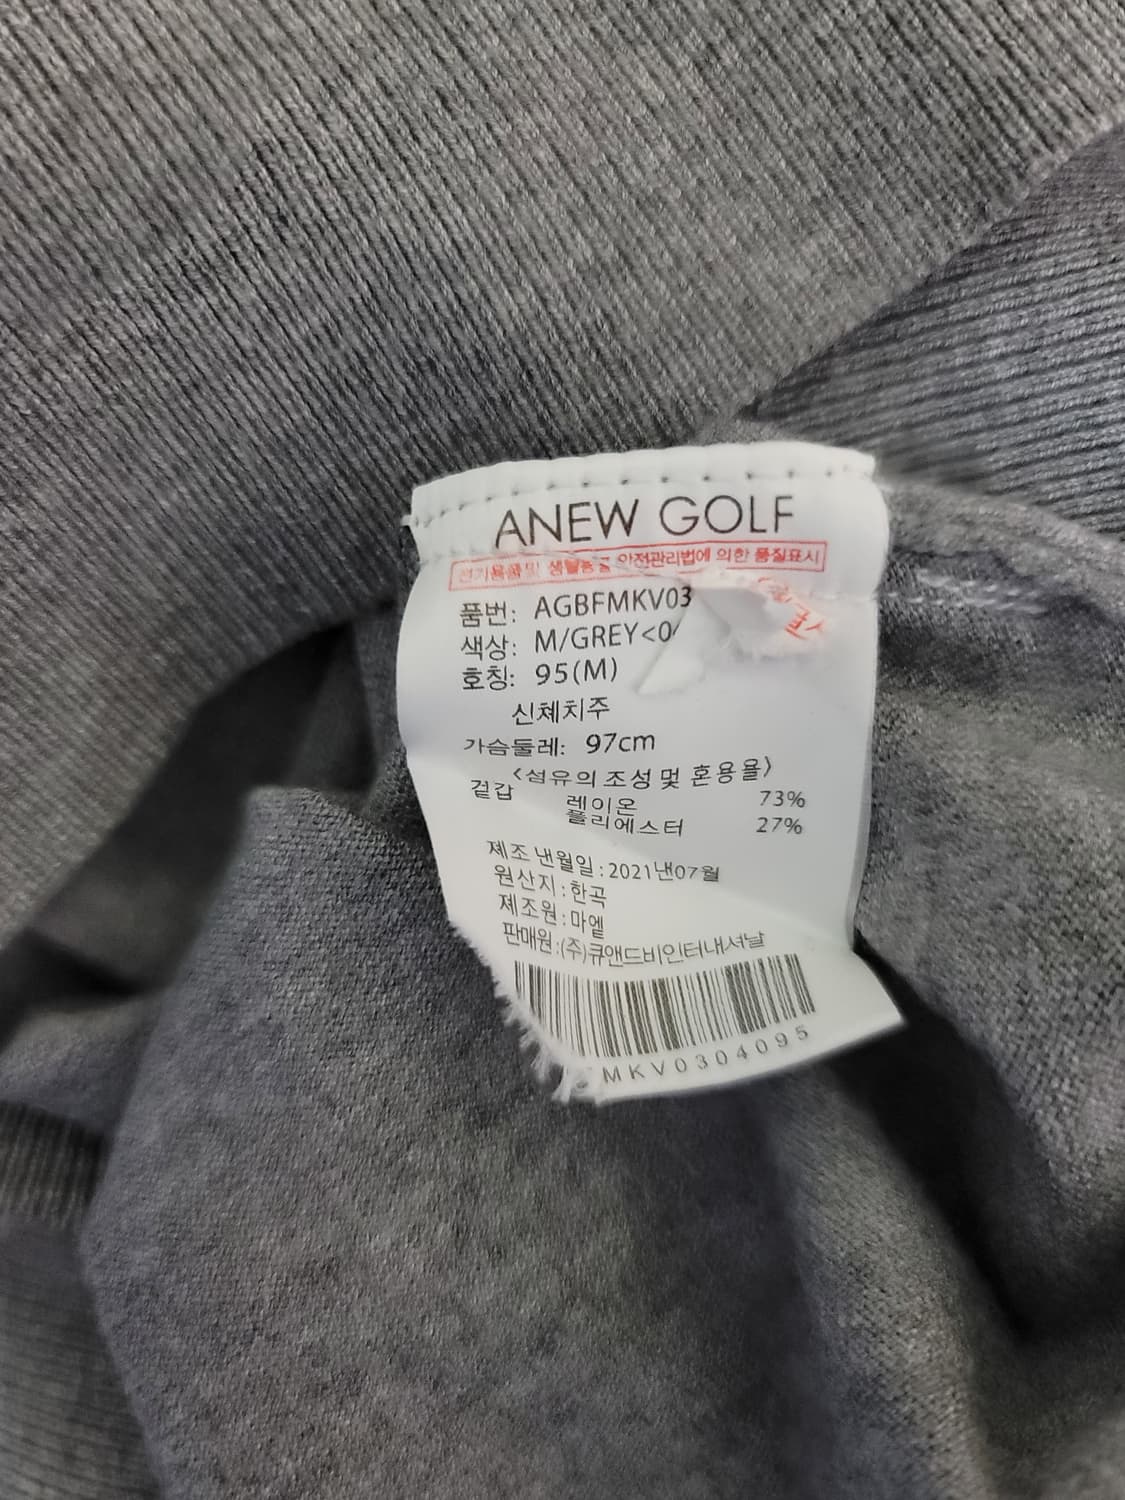 ANEW GOLF
전기용품 및 생활용품 안전관리법에 의한 품질표시
품번: AGBFMKV03
색상: M/GREY<04
호칭: 95(M)
신체치주
가슴둘레: 97cm
<섬유의 조성 및 혼용율>
겉감 레이온 73%
폴리에스터 27%
제조 년월일 : 2021년07월
원산지 : 한국
제조원 : 마엘
판매원 : (주)큐앤드비인터내셔날
MKV0304095